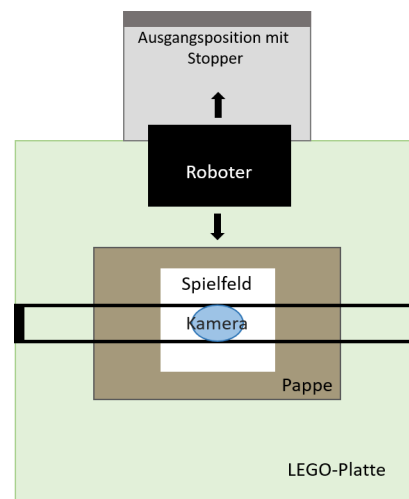 Ausgangsposition mit
Stopper
Roboter
Spielfeld
Kamera
Pappe
LEGO-Platte